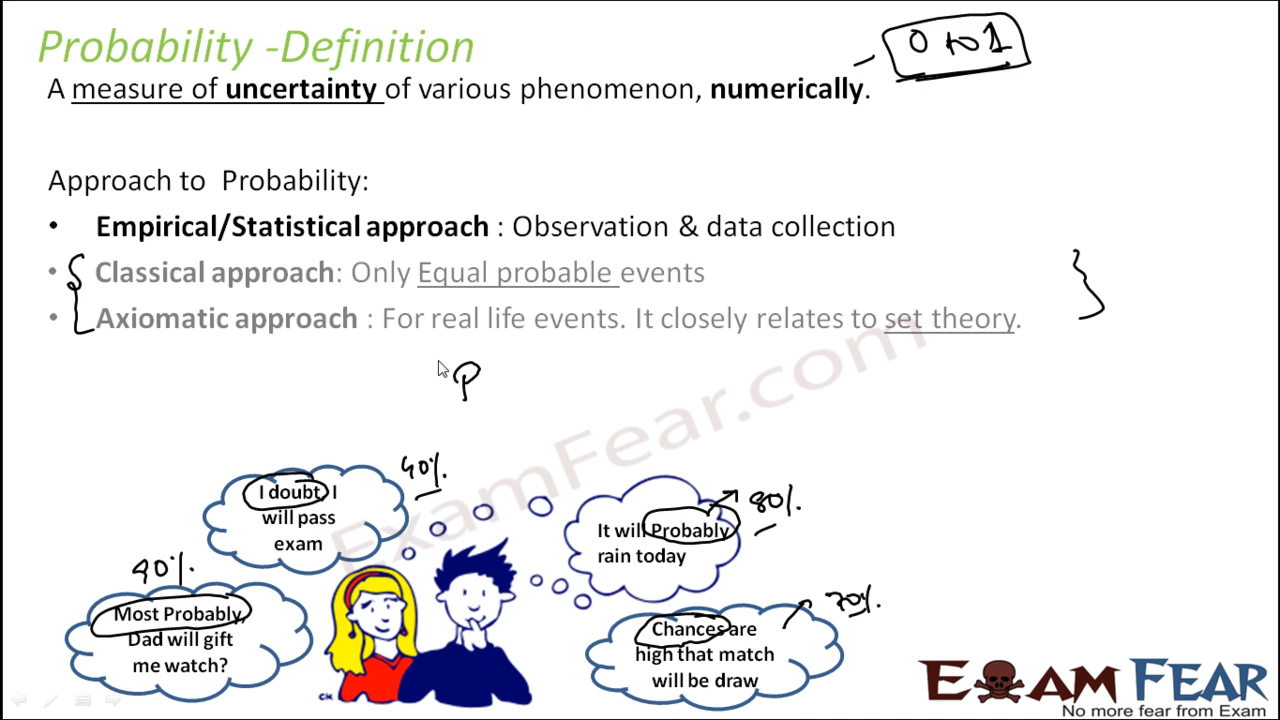 Probability -Definition
0 to 1
A measure of uncertainty of various phenomenon, numerically.
Approach to Probability:
• Empirical/Statistical approach : Observation & data collection
• Classical approach: Only Equal probable events
• Axiomatic approach : For real life events. It closely relates to set theory.
P
ExamFear.com
40%.
I doubt, I
will pass
exam
80%.
It will Probably
rain today
90%.
Most Probably,
Dad will gift
me watch?
70%.
Chances are
high that match
will be draw
CK
EXAM FEAR
No more fear from Exam